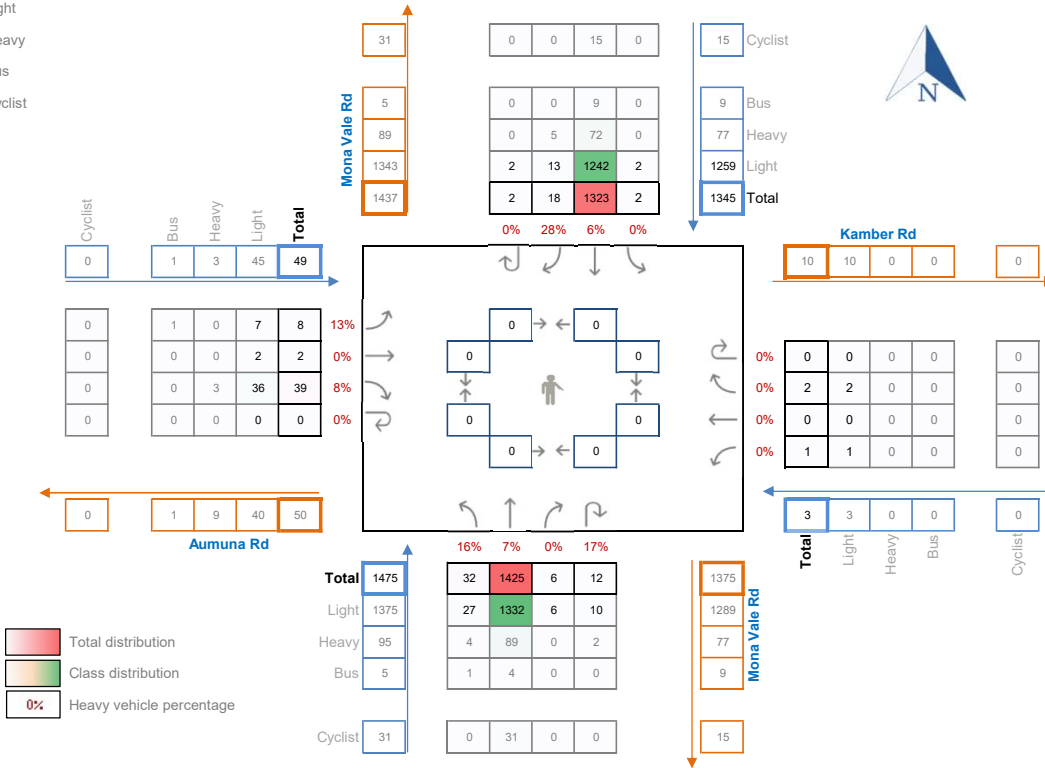 ght
eavy
us
yclist
31 0 0 15 0 15 Cyclist
Mona Vale Rd
5 0 0 9 0 9 Bus
89 0 5 72 0 77 Heavy
1343 2 13 1242 2 1259 Light
1437 2 18 1323 2 1345 Total
N
0% 28% 6% 0%
Cyclist Bus Heavy Light Total
Kamber Rd
0 1 3 45 49 10 10 0 0 0
0 1 0 7 8 13% 0 0
0 0 0 2 2 0% 0 0 0% 0 0 0 0 0
0 0 3 36 39 8% 0% 2 2 0 0 0
0 0 0 0 0 0% 0 0 0% 0 0 0 0 0
0 0 0% 1 1 0 0 0
0 1 9 40 50 3 3 0 0 0
Aumuna Rd
Total Light Heavy Bus Cyclist
16% 7% 0% 17%
Total 1475 32 1425 6 12 1375
Light 1375 27 1332 6 10 1289
Heavy 95 4 89 0 2 77
Bus 5 1 4 0 0 9
Mona Vale Rd
Cyclist 31 0 31 0 0 15
Total distribution
Class distribution
0% Heavy vehicle percentage